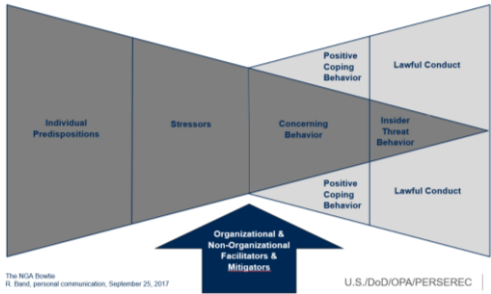 Positive
Coping
Behavior
Lawful Conduct
Individual
Predispositions
Stressors
Concerning
Behavior
Insider
Threat
Behavior
Positive
Coping
Behavior
Lawful Conduct
Organizational &
Non-Organizational
Facilitators &
Mitigators
The NGA Bowtie
R. Band, personal communication, September 25, 2017
U.S./DoD/OPA/PERSEREC